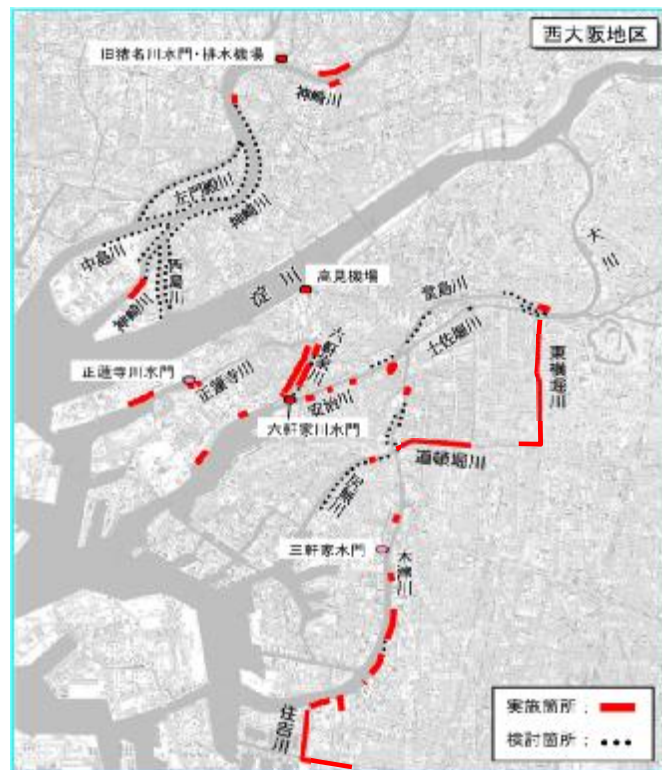 西大阪地区
旧猪名川水門・排水機場
神崎川
左門殿川
神崎川
中島川
西島川
神崎川
淀川
高見機場
大川
堂島川
土佐堀川
東横堀川
六軒家川
正蓮寺川水門
正蓮寺川
安治川
六軒家川水門
道頓堀川
尻無川
三軒家水門
木津川
住吉川
実施箇所：
検討箇所：